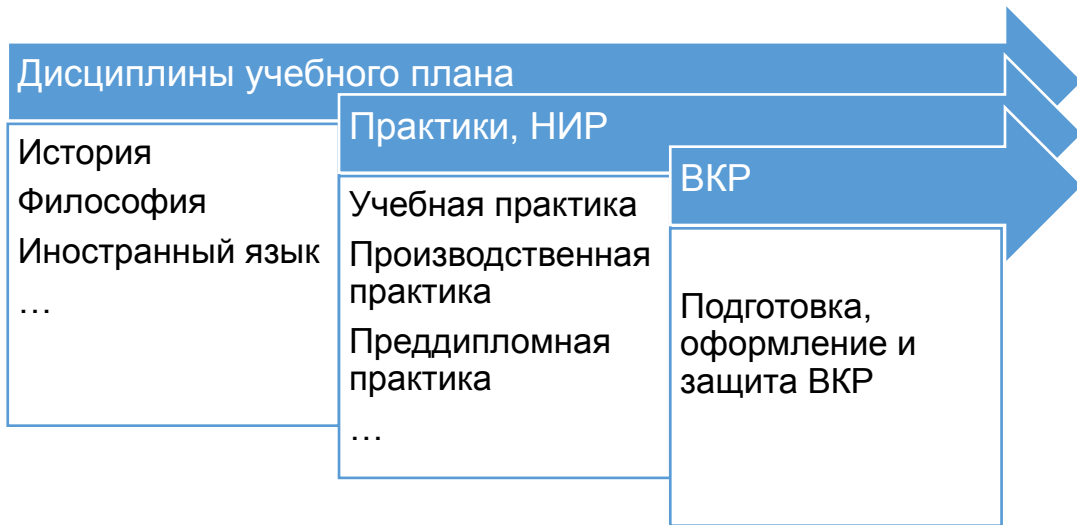 Дисциплины учебного плана
История
Философия
Иностранный язык
…
Практики, НИР
Учебная практика
Производственная
практика
Преддипломная
практика
…
ВКР
Подготовка,
оформление и
защита ВКР